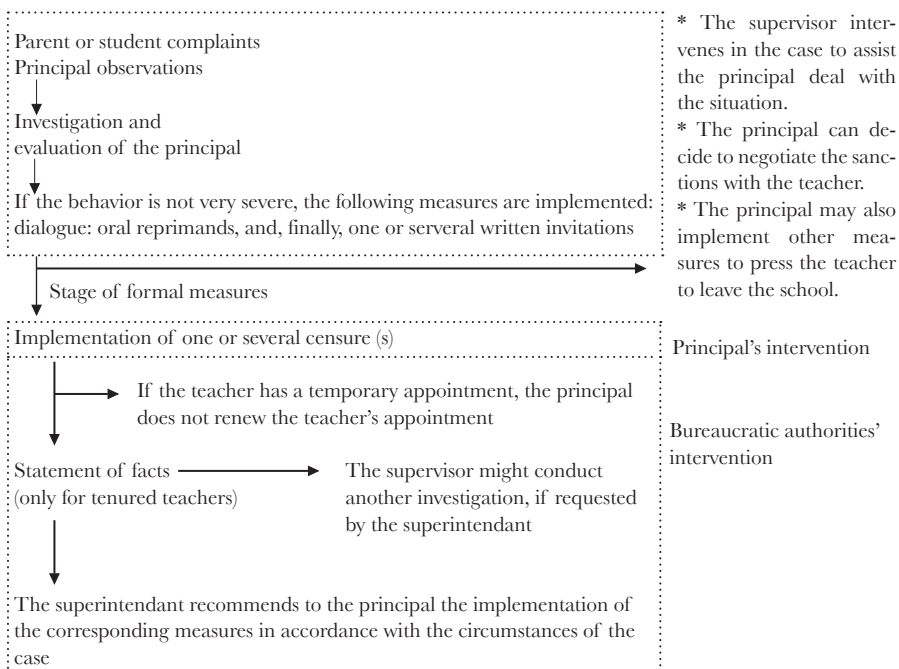 Parent or student complaints
Principal observations
Investigation and
evaluation of the principal
If the behavior is not very severe, the following measures are implemented:
dialogue: oral reprimands, and, finally, one or serveral written invitations
* The supervisor inter-
venes in the case to assist
the principal deal with
the situation.
* The principal can de-
cide to negotiate the sanc-
tions with the teacher.
* The principal may also
implement other mea-
sures to press the teacher
to leave the school.
Stage of formal measures
Implementation of one or several censure (s)
Principal's intervention
If the teacher has a temporary appointment, the principal
does not renew the teacher's appointment
Bureaucratic authorities'
intervention
Statement of facts
(only for tenured teachers)
The supervisor might conduct
another investigation, if requested
by the superintendant
The superintendant recommends to the principal the implementation of
the corresponding measures in accordance with the circumstances of the
case